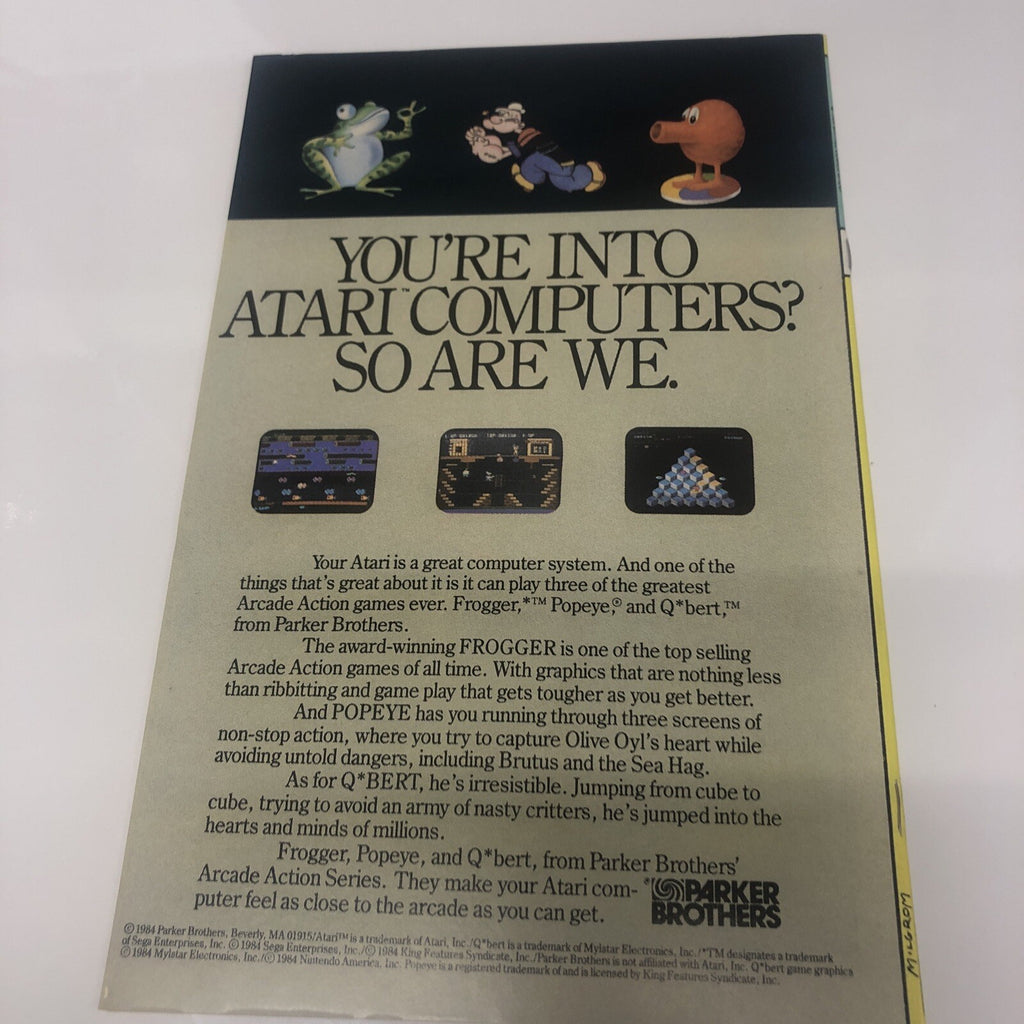 YOU'RE INTO
ATARI™ COMPUTERS?
SO ARE WE.
Your Atari is a great computer system. And one of the
things that's great about it is it can play three of the greatest
Arcade Action games ever. Frogger,*™ Popeye,® and Q*bert,™
from Parker Brothers.
The award-winning FROGGER is one of the top selling
Arcade Action games of all time. With graphics that are nothing less
than ribbitting and game play that gets tougher as you get better.
And POPEYE has you running through three screens of
non-stop action, where you try to capture Olive Oyl's heart while
avoiding untold dangers, including Brutus and the Sea Hag.
As for Q*BERT, he's irresistible. Jumping from cube to
cube, trying to avoid an army of nasty critters, he's jumped into the
hearts and minds of millions.
Frogger, Popeye, and Q*bert, from Parker Brothers'
Arcade Action Series. They make your Atari com-
puter feel as close to the arcade as you can get.
PARKER
BROTHERS
©1984 Parker Brothers, Beverly, MA 01915/Atari™ is a trademark of Atari, Inc./Q*bert is a trademark of Mylstar Electronics, Inc./*™ designates a trademark
of Sega Enterprises, Inc. ©1984 Sega Enterprises, Inc./©1984 King Features Syndicate, Inc./Parker Brothers is not affiliated with Atari, Inc. Q*bert game graphics
©1984 Mylstar Electronics, Inc./©1984 Nintendo America, Inc. Popeye is a registered trademark of and is licensed by King Features Syndicate, Inc.
MILGROM